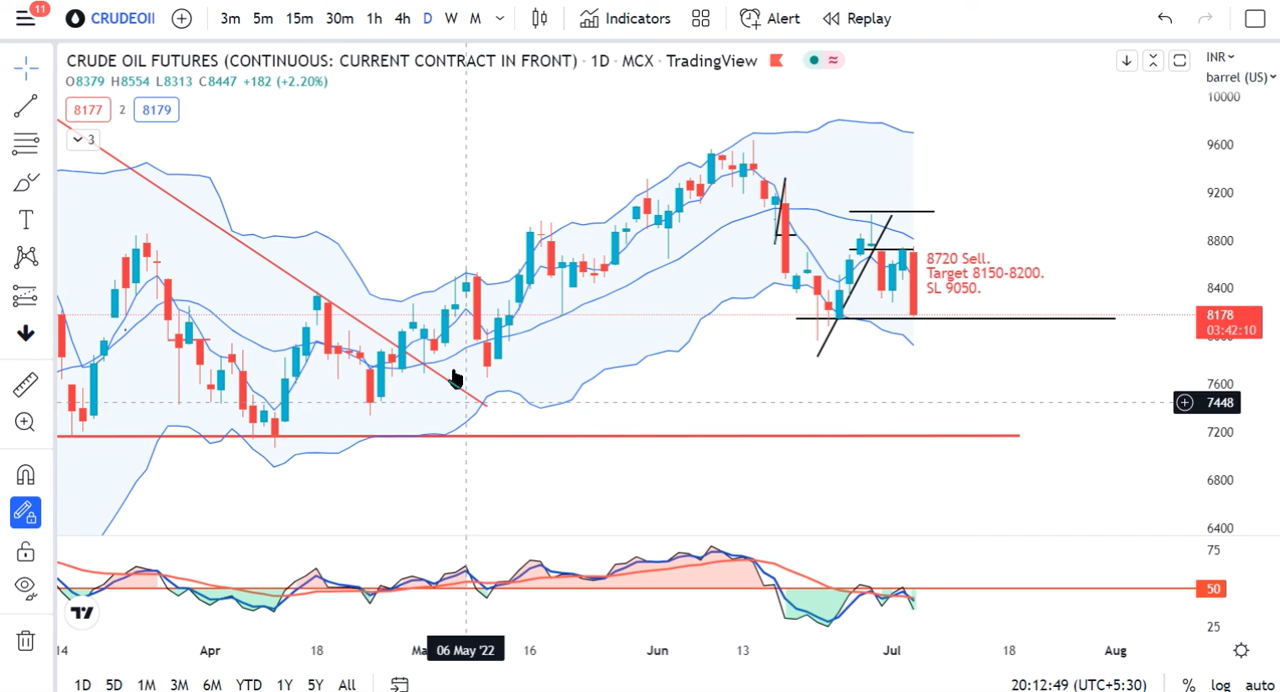 11
CRUDEOIl
3m 5m 15m 30m 1h 4h D W M
Indicators
Alert
Replay
CRUDE OIL FUTURES (CONTINUOUS: CURRENT CONTRACT IN FRONT) · 1D · MCX · TradingView
INR
O8379 H8554 L8313 C8447 +182 (+2.20%)
barrel (US)
8177 2 8179
10000
3
9600
9200
8800
8720 Sell.
Target 8150-8200.
SL 9050.
8400
8178
03:42:10
7600
7448
7200
6800
6400
75
50
25
14 Apr 18 06 May '22 16 Jun 13 Jul 18 Aug
1D 5D 1M 3M 6M YTD 1Y 5Y All
20:12:49 (UTC+5:30) % log auto